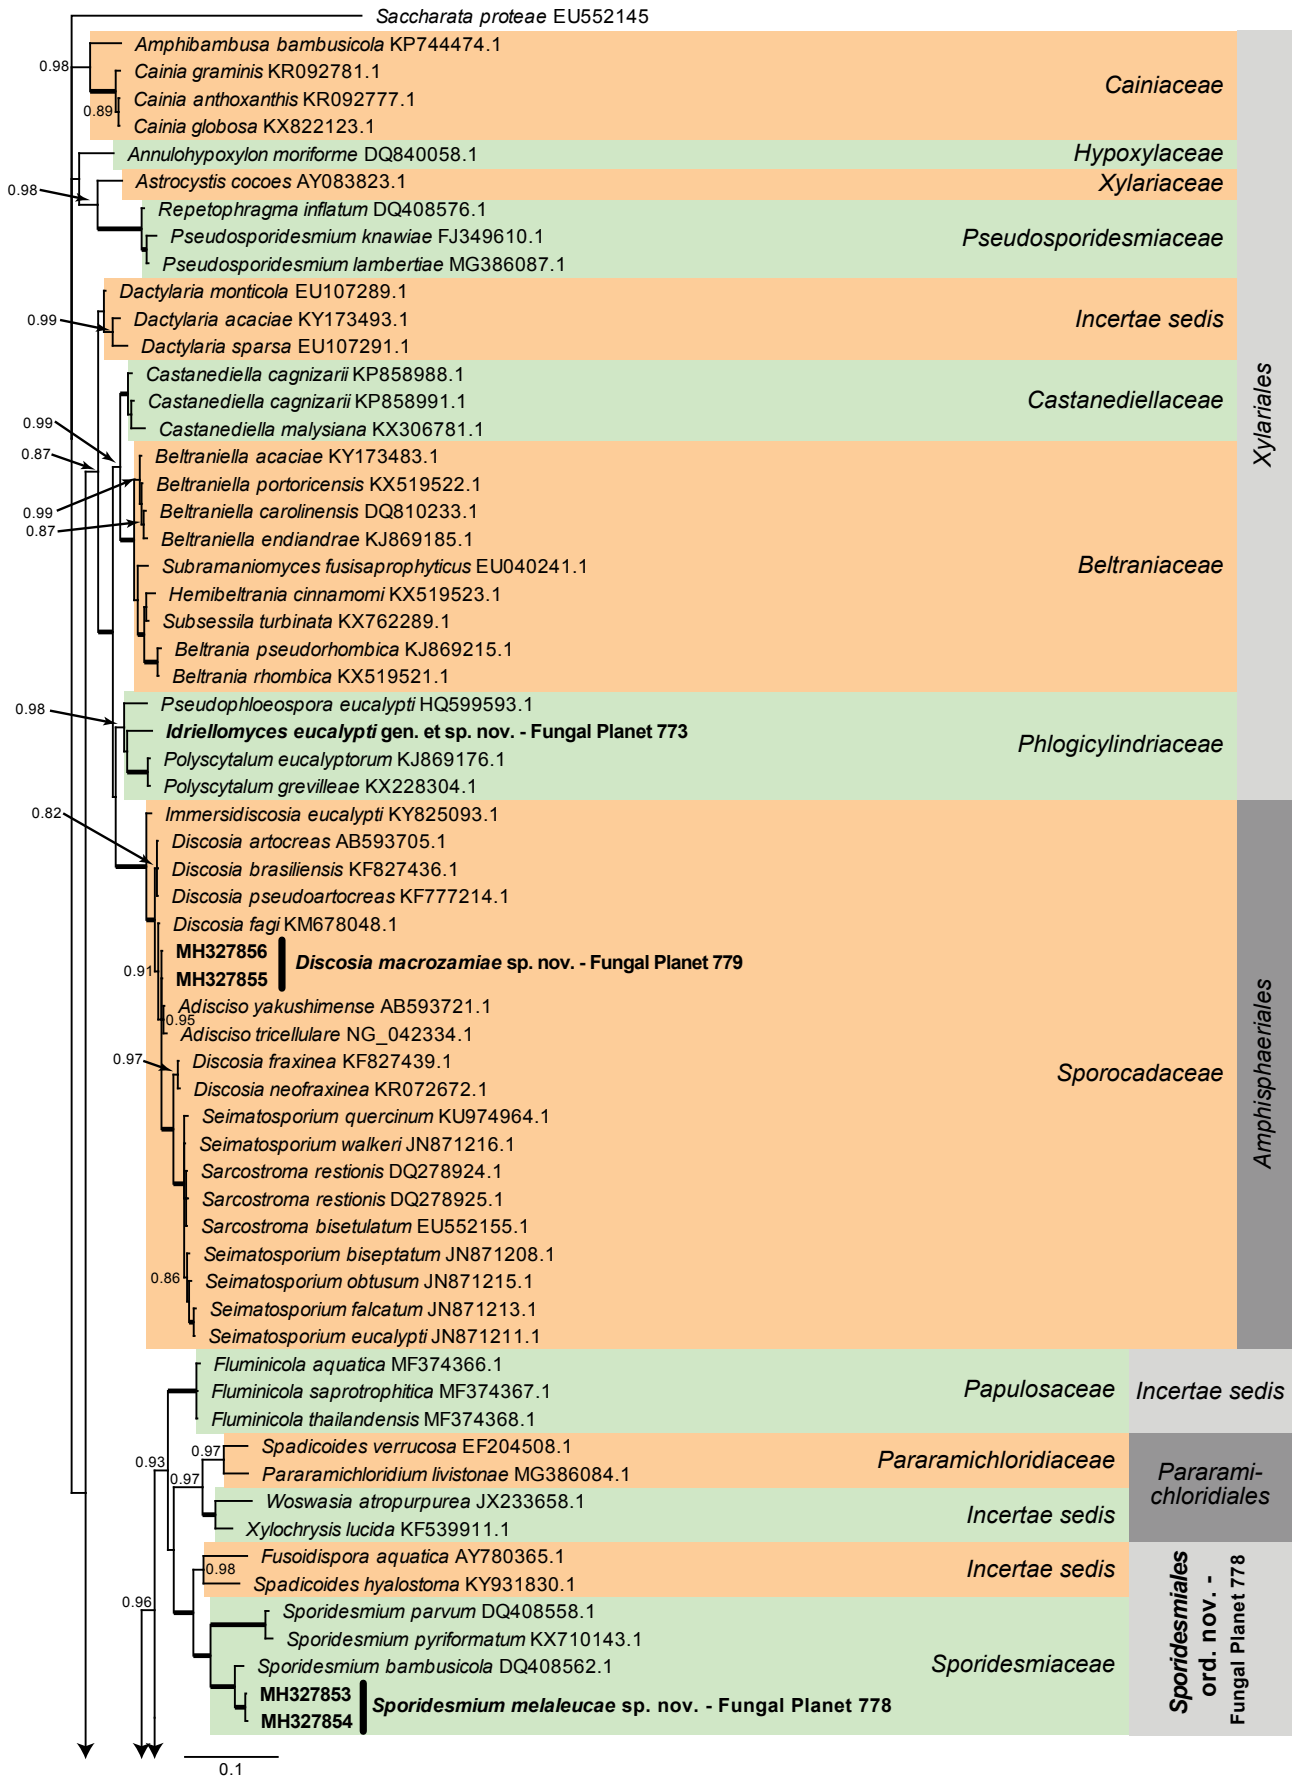 Saccharata proteae EU552145
Amphibambusa bambusicola KP744474.1
0.98
Cainia graminis KR092781.1
Cainiaceae
Cainia anthoxanthis KR092777.1
0.89
Cainia globosa KX822123.1
Annulohypoxylon moriforme DQ840058.1
Hypoxylaceae
Astrocystis cocoes AY083823.1
Xylariaceae
0.98
Repetophragma inflatum DQ408576.1
Pseudosporidesmium knawiae FJ349610.1
Pseudosporidesmiaceae
Pseudosporidesmium lambertiae MG386087.1
Dactylaria monticola EU107289.1
0.99
Dactylaria acaciae KY173493.1
Incertae sedis
Dactylaria sparsa EU107291.1
Xylariales
Castanediella cagnizarii KP858988.1
Castanediella cagnizarii KP858991.1
Castanediellaceae
0.99
Castanediella malysiana KX306781.1
0.87
Beltraniella acaciae KY173483.1
Beltraniella portoricensis KX519522.1
0.99
Beltraniella carolinensis DQ810233.1
0.87
Beltraniella endiandrae KJ869185.1
Subramaniomyces fusisaprophyticus EU040241.1
Beltraniaceae
Hemibeltrania cinnamomi KX519523.1
Subsessila turbinata KX762289.1
Beltrania pseudorhombica KJ869215.1
Beltrania rhombica KX519521.1
0.98
Pseudophloeospora eucalypti HQ599593.1
Idriellomyces eucalypti gen. et sp. nov. - Fungal Planet 773
Phlogicylindriaceae
Polyscytalum eucalyptorum KJ869176.1
Polyscytalum grevilleae KX228304.1
0.82
Immersidiscosia eucalypti KY825093.1
Discosia artocreas AB593705.1
Discosia brasiliensis KF827436.1
Discosia pseudoartocreas KF777214.1
Discosia fagi KM678048.1
MH327856
0.91
Discosia macrozamiae sp. nov. - Fungal Planet 779
MH327855
Adisciso yakushimense AB593721.1
0.95
Adisciso tricellulare NG_042334.1
0.97
Discosia fraxinea KF827439.1
Sporocadaceae
Amphisphaeriales
Discosia neofraxinea KR072672.1
Seimatosporium quercinum KU974964.1
Seimatosporium walkeri JN871216.1
Sarcostroma restionis DQ278924.1
Sarcostroma restionis DQ278925.1
Sarcostroma bisetulatum EU552155.1
Seimatosporium biseptatum JN871208.1
0.86
Seimatosporium obtusum JN871215.1
Seimatosporium falcatum JN871213.1
Seimatosporium eucalypti JN871211.1
Fluminicola aquatica MF374366.1
Fluminicola saprotrophitica MF374367.1
Papulosaceae
Incertae sedis
Fluminicola thailandensis MF374368.1
0.97
Spadicoides verrucosa EF204508.1
0.93
Pararamichloridiaceae
0.97
Pararamichloridium livistonae MG386084.1
Pararami-
chloridiales
Woswasia atropurpurea JX233658.1
Incertae sedis
Xylochrysis lucida KF539911.1
Fusoidispora aquatica AY780365.1
0.98
Incertae sedis
Spadicoides hyalostoma KY931830.1
0.96
Sporidesmium parvum DQ408558.1
Sporidesmium pyriformatum KX710143.1
Sporidesmium bambusicola DQ408562.1
Sporidesmiaceae
Sporidesmiales
ord. nov. -
Fungal Planet 778
MH327853
Sporidesmium melaleucae sp. nov. - Fungal Planet 778
MH327854
0.1